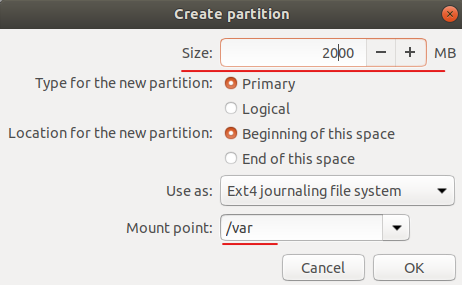 Create partition
Size: 2000 − + MB
Type for the new partition: Primary
Logical
Location for the new partition: Beginning of this space
End of this space
Use as: Ext4 journaling file system
Mount point: /var
Cancel OK